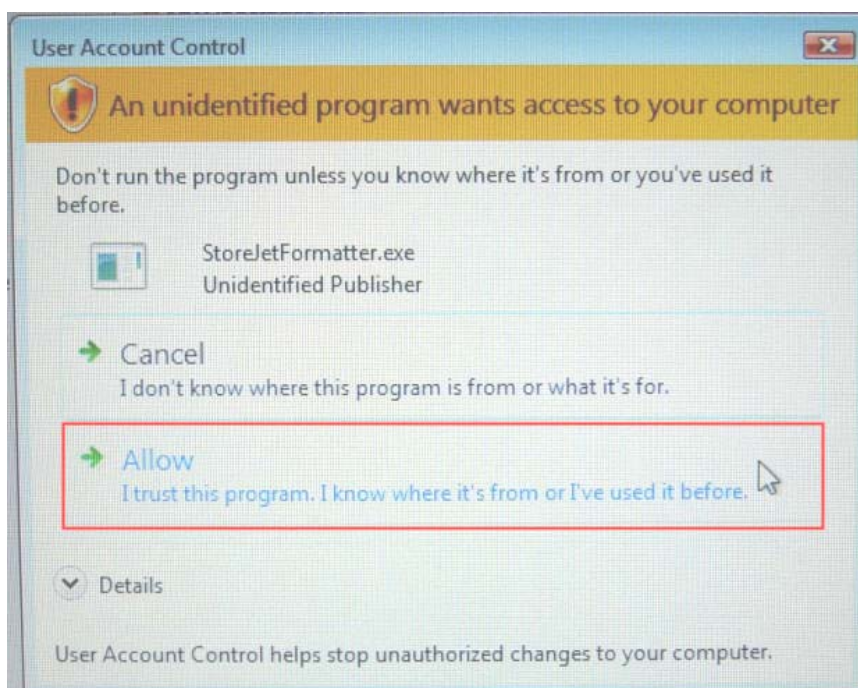 User Account Control
An unidentified program wants access to your computer
Don't run the program unless you know where it's from or you've used it
before.
StoreJetFormatter.exe
Unidentified Publisher
Cancel
I don't know where this program is from or what it's for.
Allow
I trust this program. I know where it's from or I've used it before.
Details
User Account Control helps stop unauthorized changes to your computer.